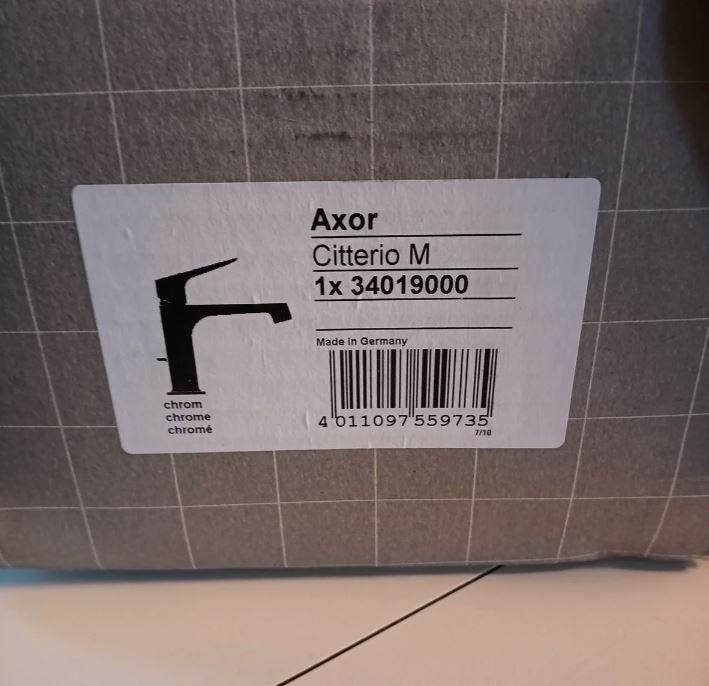 Axor
Citterio M
1x 34019000
Made in Germany
chrom
chrome
chromé
4 011097 559735
7/18